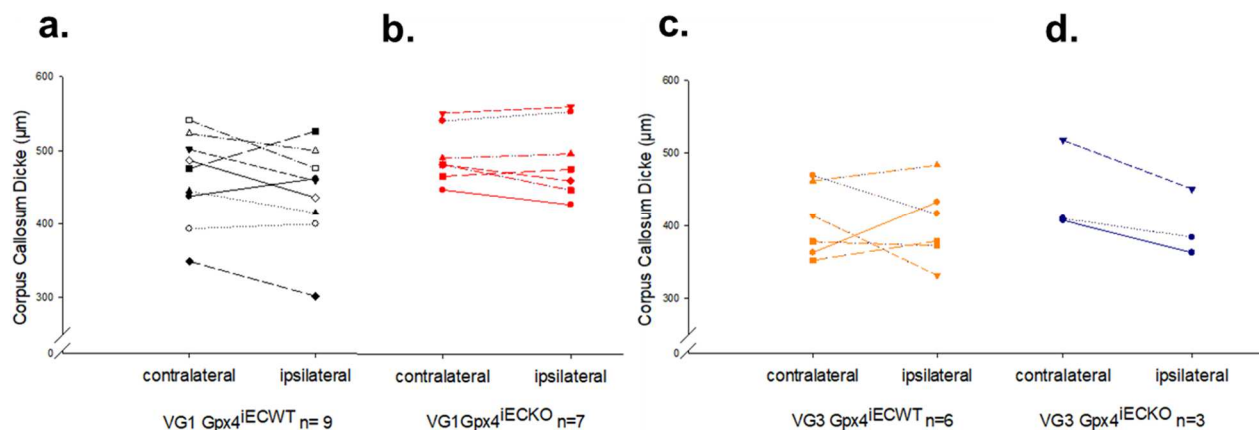 a.
b.
c.
d.
Corpus Callosum Dicke (µm)
600
500
400
300
0
contralateral ipsilateral
VG1 Gpx4iECWT n= 9
contralateral ipsilateral
VG1Gpx4iECKO n=7
Corpus Callosum Dicke (µm)
600
500
400
300
0
contralateral ipsilateral
VG3 Gpx4iECWT n=6
contralateral ipsilateral
VG3 Gpx4iECKO n=3